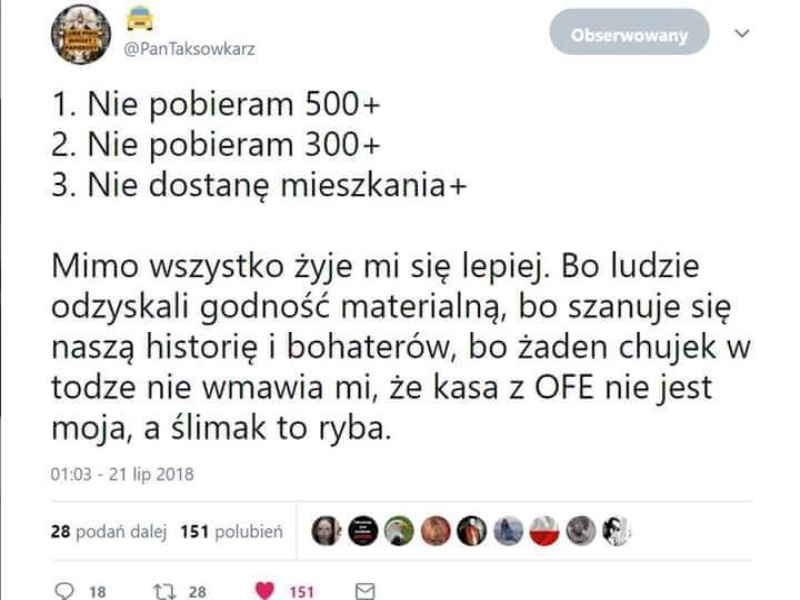 @PanTaksowkarz
Obserwowany
1. Nie pobieram 500+
2. Nie pobieram 300+
3. Nie dostanę mieszkania+
Mimo wszystko żyje mi się lepiej. Bo ludzie
odzyskali godność materialną, bo szanuje się
naszą historię i bohaterów, bo żaden chujek w
todze nie wmawia mi, że kasa z OFE nie jest
moja, a ślimak to ryba.
01:03 - 21 lip 2018
28 podań dalej 151 polubień
18 28 151